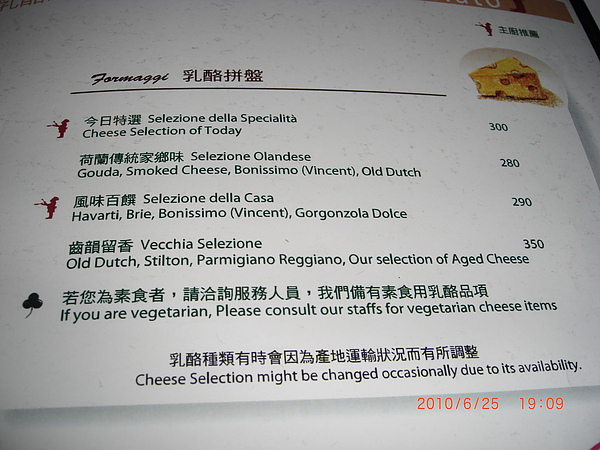 主廚推薦
Formaggi 乳酪拼盤
今日特選 Selezione della Specialità
Cheese Selection of Today 300
荷蘭傳統家鄉味 Selezione Olandese
Gouda, Smoked Cheese, Bonissimo (Vincent), Old Dutch 280
風味百饌 Selezione della Casa
Havarti, Brie, Bonissimo (Vincent), Gorgonzola Dolce 290
齒韻留香 Vecchia Selezione 350
Old Dutch, Stilton, Parmigiano Reggiano, Our selection of Aged Cheese
若您為素食者，請洽詢服務人員，我們備有素食用乳酪品項
If you are vegetarian, Please consult our staffs for vegetarian cheese items
乳酪種類有時會因為產地運輸狀況而有所調整
Cheese Selection might be changed occasionally due to its availability.
2010/6/25 19:09